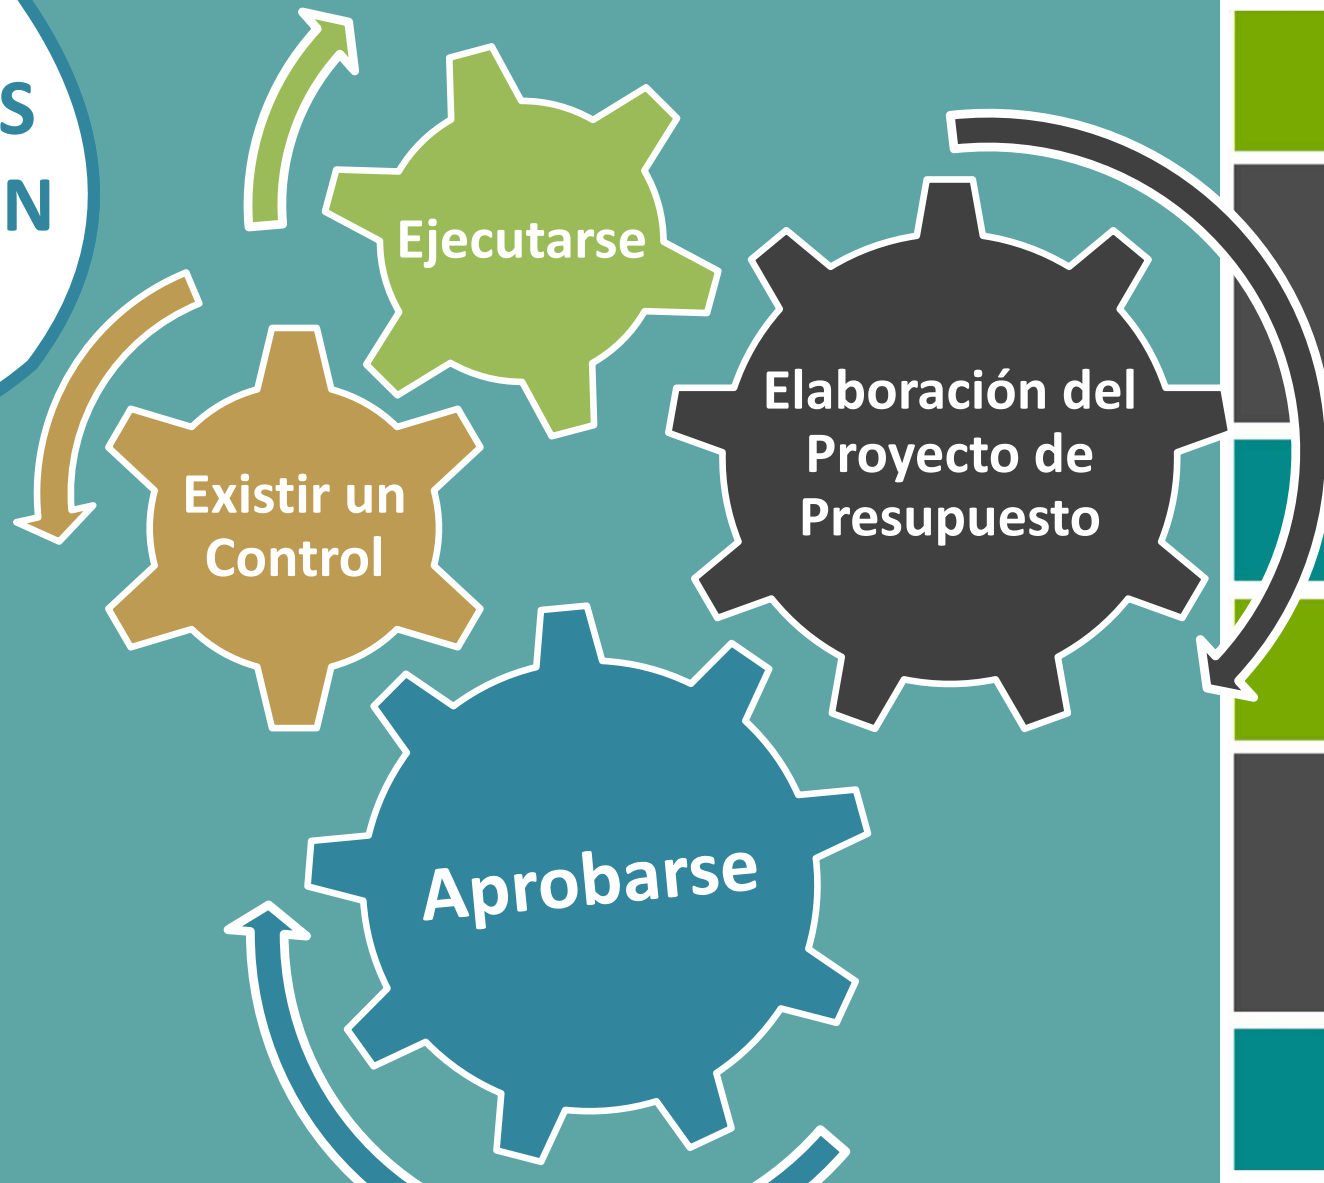 S
N
Ejecutarse
Elaboración del
Proyecto de
Presupuesto
Existir un
Control
Aprobarse